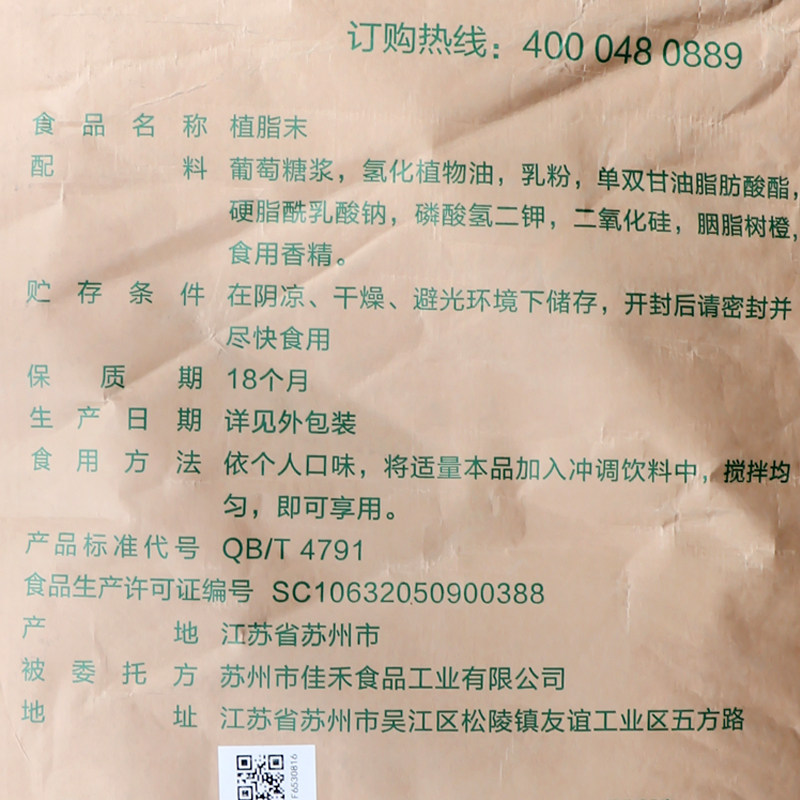 订购热线：400 048 0889
食品名称 植脂末
配料 葡萄糖浆，氢化植物油，乳粉，单双甘油脂肪酸酯，
硬脂酰乳酸钠，磷酸氢二钾，二氧化硅，胭脂树橙，
食用香精。
贮存条件 在阴凉、干燥、避光环境下储存，开封后请密封并
尽快食用
保质期 18个月
生产日期 详见外包装
食用方法 依个人口味，将适量本品加入冲调饮料中，搅拌均
匀，即可享用。
产品标准代号 QB/T 4791
食品生产许可证编号 SC10632050900388
产地 江苏省苏州市
被委托方 苏州市佳禾食品工业有限公司
地址 江苏省苏州市吴江区松陵镇友谊工业区五方路
F6530816